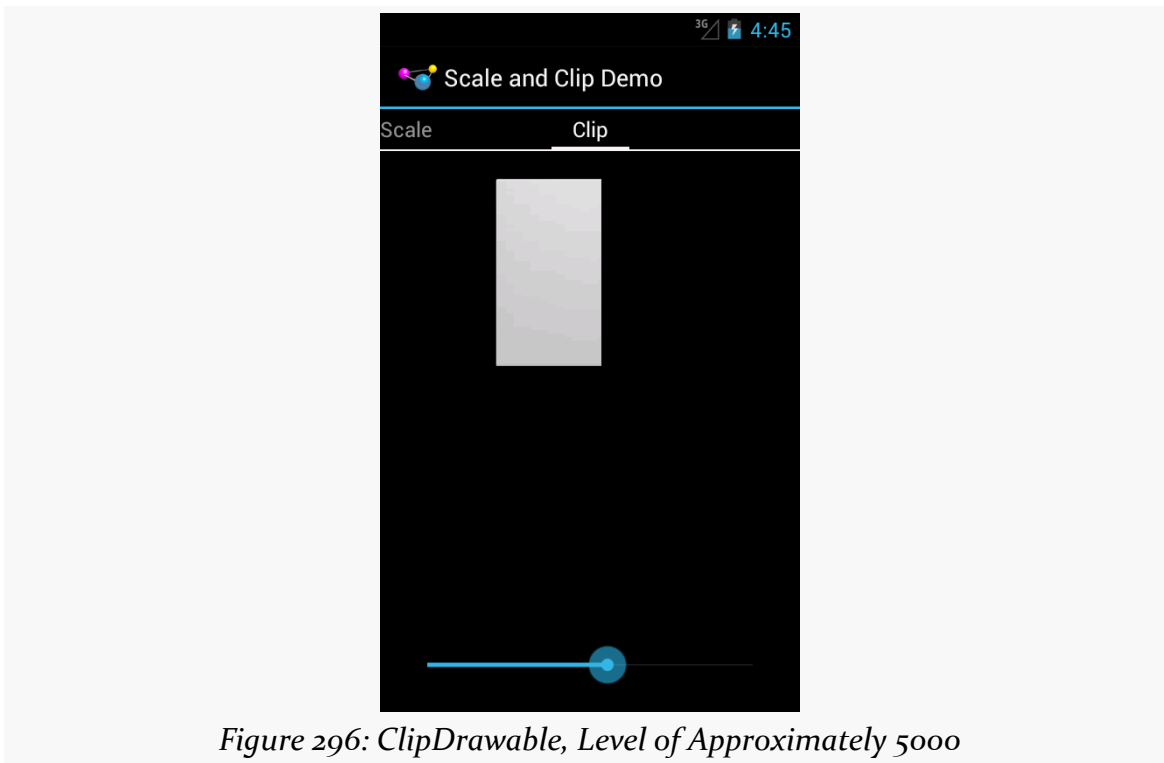 3G 4:45
Scale and Clip Demo
Scale Clip
Figure 296: ClipDrawable, Level of Approximately 5000